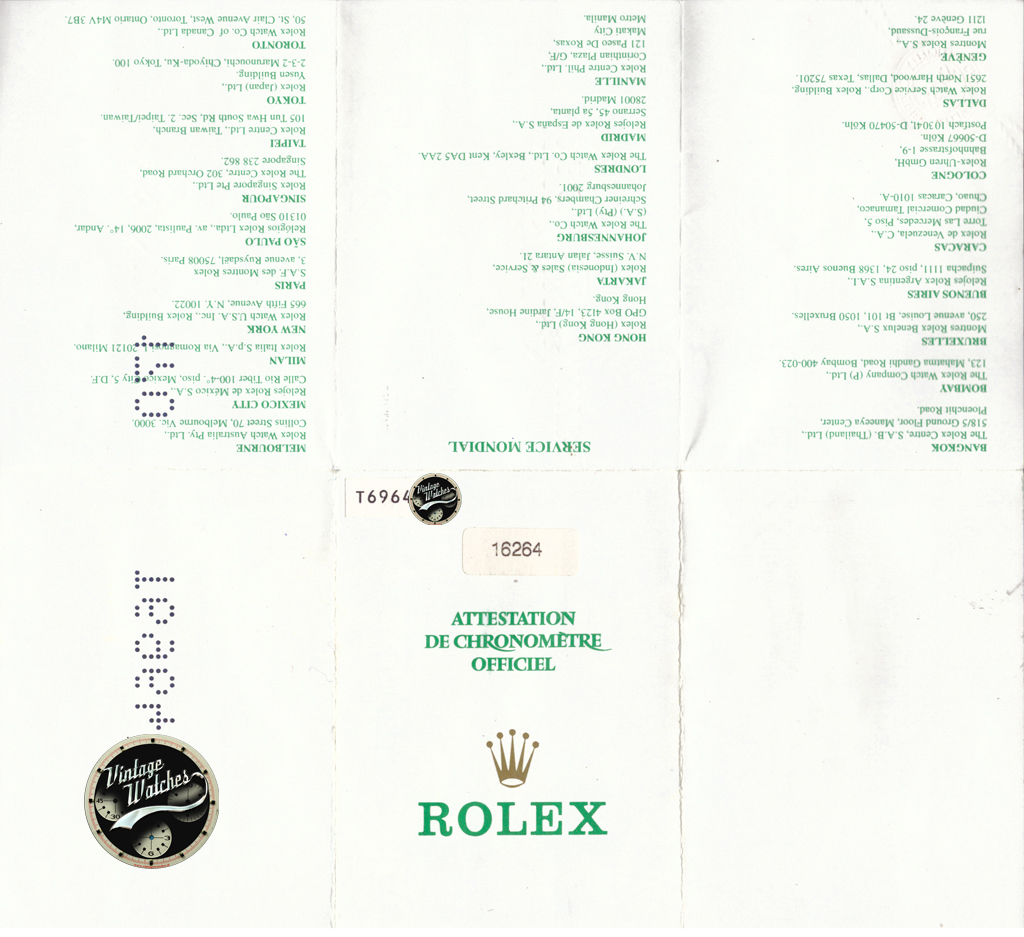 SERVICE MONDIAL
BANGKOK
The Rolex Centre, S.A.B. (Thailand) Ltd.,
518/5 Ground Floor, Maneeya Center,
Ploenchit Road.
BOMBAY
The Rolex Watch Company (P) Ltd.,
123, Mahatma Gandhi Road, Bombay 400-023.
BRUXELLES
Montres Rolex Benelux S.A.,
250, avenue Louise, Bt 101, 1050 Bruxelles.
BUENOS AIRES
Relojes Rolex Argentina S.A.I.,
Suipacha 1111, piso 24, 1368 Buenos Aires.
CARACAS
Rolex de Venezuela, C.A.,
Torre Las Mercedes, Piso 5,
Ciudad Comercial Tamanaco,
Chuao, Caracas 1010-A.
COLOGNE
Rolex-Uhren GmbH,
Bahnhofstrasse 1-9,
D-50667 Köln.
Postfach 103041, D-50470 Köln.
DALLAS
Rolex Watch Service Corp., Rolex Building,
2651 North Harwood, Dallas, Texas 75201.
GENÈVE
Montres Rolex S.A.,
rue François-Dussaud,
1211 Genève 24.
HONG KONG
Rolex (Hong Kong) Ltd.,
GPO Box 4123, 14/F, Jardine House,
Hong Kong.
JAKARTA
Rolex (Indonesia) Sales & Service,
N.V. Suisse, Jalan Antara 21.
JOHANNESBURG
The Rolex Watch Co.,
(S.A.) (Pty) Ltd.,
Schreiner Chambers, 94 Pritchard Street,
Johannesburg 2001.
LONDRES
The Rolex Watch Co. Ltd., Bexley, Kent DA5 2AA.
MADRID
Relojes Rolex de España S.A.,
Serrano 45, 5a planta,
28001 Madrid.
MANILLE
Rolex Centre Phil. Ltd.,
Corinthian Plaza, G/F,
121 Paseo De Roxas,
Makati City
Metro Manila.
MELBOURNE
Rolex Watch Australia Pty. Ltd.,
Collins Street 70, Melbourne Vic. 3000.
MEXICO CITY
Relojes Rolex de México S.A.,
Calle Rio Tiber 100-4°. piso, Mexico City 5, D.F.
MILAN
Rolex Italia S.p.A., Via Romagnosi 1, 20121 Milano.
NEW YORK
Rolex Watch U.S.A. Inc., Rolex Building,
665 Fifth Avenue, N.Y. 10022.
PARIS
S.A.F. des Montres Rolex
3, avenue Ruysdaël, 75008 Paris.
SÃO PAULO
Relógios Rolex Ltda., av. Paulista, 2006, 14°. Andar,
01310 São Paulo.
SINGAPOUR
Rolex Singapore Pte Ltd.,
The Rolex Centre, 302 Orchard Road,
Singapore 238 862.
TAIPEI
Rolex Centre Ltd., Taiwan Branch,
105 Tun Hwa South Rd, Sec. 2. Taipei/Taiwan.
TOKYO
Rolex (Japan) Ltd.,
Yusen Building,
2-3-2 Marunouchi, Chiyoda-Ku, Tokyo 100.
TORONTO
Rolex Watch Co. of Canada Ltd.,
50, St. Clair Avenue West, Toronto, Ontario M4V 3B7.
T6964
Vintage
Watches
T6964
Vintage
Watches
16264
ATTESTATION
DE CHRONOMÈTRE
OFFICIEL
ROLEX